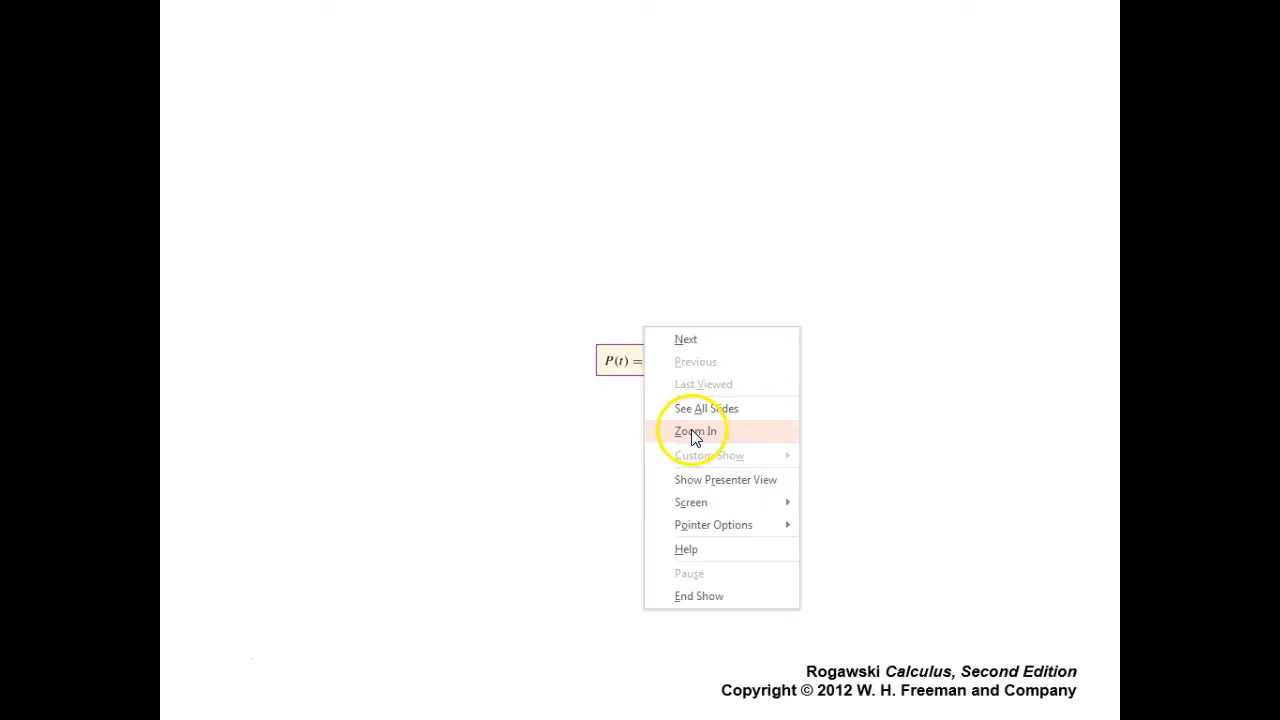 Next
P(t) =
Previous
Last Viewed
See All Slides
Zoom In
Custom Show
Show Presenter View
Screen
Pointer Options
Help
Pause
End Show
Rogawski Calculus, Second Edition
Copyright © 2012 W. H. Freeman and Company